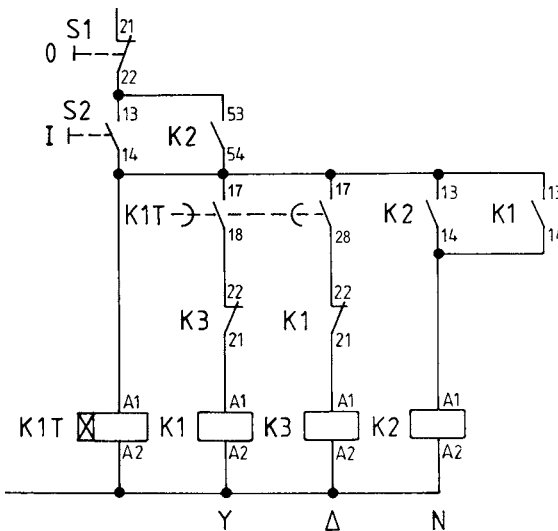 S1 21
0
22
S2 13 53
I
14 K2 54
17 17 13 13
K1T K2 K1
18 28 14 14
22 22
K3 K1
21 21
A1 A1 A1 A1
K1T K1 K3 K2
A2 A2 A2 A2
Y Δ N